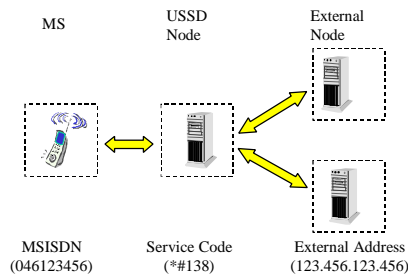 MS
USSD
Node
External
Node
MSISDN
(046123456)
Service Code
(*#138)
External Address
(123.456.123.456)